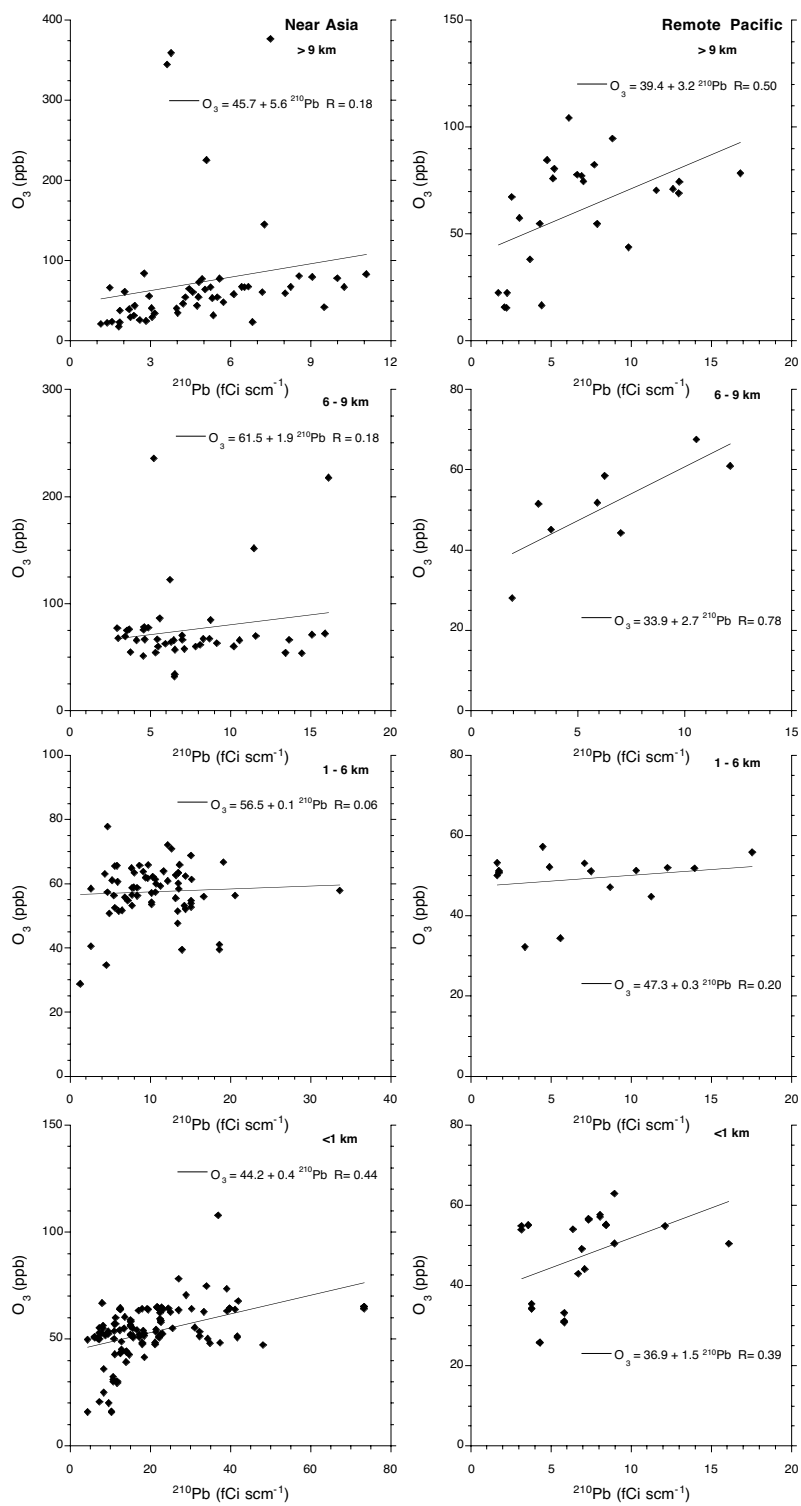 Near Asia
> 9 km
O3 = 45.7 + 5.6 210Pb R = 0.18
O3 (ppb)
400
300
200
100
0
0 3 6 9 12
210Pb (fCi scm-1)
Remote Pacific
> 9 km
O3 = 39.4 + 3.2 210Pb R= 0.50
O3 (ppb)
150
100
50
0
0 5 10 15 20
210Pb (fCi scm-1)
6 - 9 km
O3 = 61.5 + 1.9 210Pb R = 0.18
O3 (ppb)
300
200
100
0
0 5 10 15 20
210Pb (fCi scm-1)
6 - 9 km
O3 = 33.9 + 2.7 210Pb R= 0.78
O3 (ppb)
80
60
40
20
0
0 5 10 15
210Pb (fCi scm-1)
1 - 6 km
O3 = 56.5 + 0.1 210Pb R= 0.06
O3 (ppb)
100
80
60
40
20
0
0 10 20 30 40
210Pb (fCi scm-1)
1 - 6 km
O3 = 47.3 + 0.3 210Pb R= 0.20
O3 (ppb)
80
60
40
20
0
0 5 10 15 20
210Pb (fCi scm-1)
<1 km
O3 = 44.2 + 0.4 210Pb R= 0.44
O3 (ppb)
150
100
50
0
0 20 40 60 80
210Pb (fCi scm-1)
<1 km
O3 = 36.9 + 1.5 210Pb R= 0.39
O3 (ppb)
80
60
40
20
0
0 5 10 15 20
210Pb (fCi scm-1)